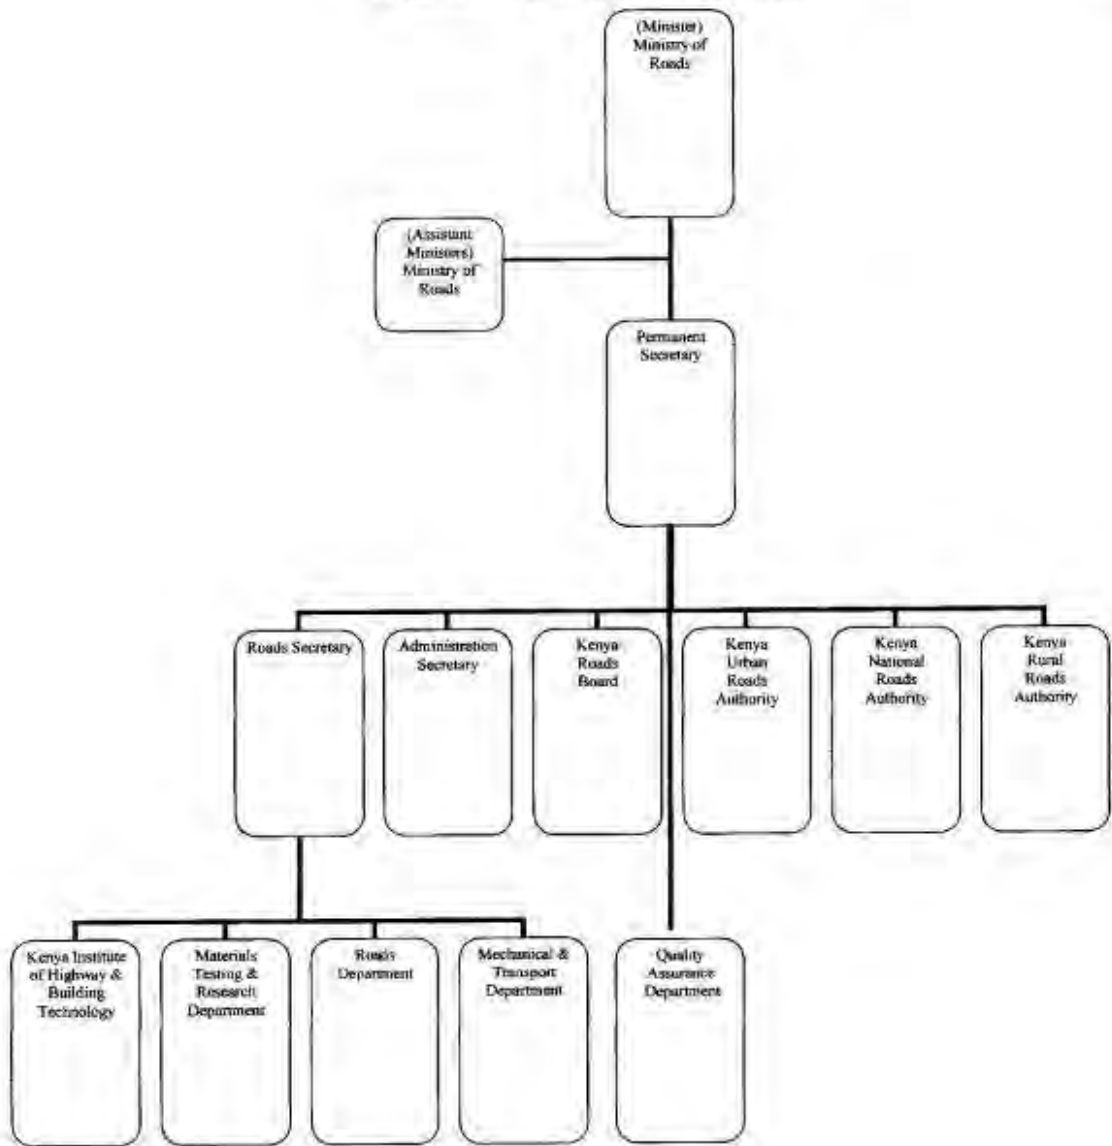 (Minister)
Ministry of
Roads
(Assistant
Ministers)
Ministry of
Roads
Permanent
Secretary
Roads Secretary
Administration
Secretary
Kenya
Roads
Board
Kenya
Urban
Roads
Authority
Kenya
National
Roads
Authority
Kenya
Rural
Roads
Authority
Kenya Institute
of Highway &
Building
Technology
Materials
Testing &
Research
Department
Roads
Department
Mechanical &
Transport
Department
Quality
Assurance
Department